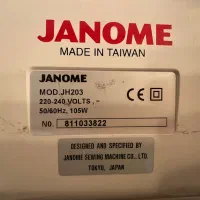 JANOME
MADE IN TAIWAN
JANOME
MOD.JH203
220-240 VOLTS , ~
50/60Hz, 105W
No. 811033822
DESIGNED AND SPECIFIED BY
JANOME SEWING MACHINE CO., LTD.
TOKYO, JAPAN